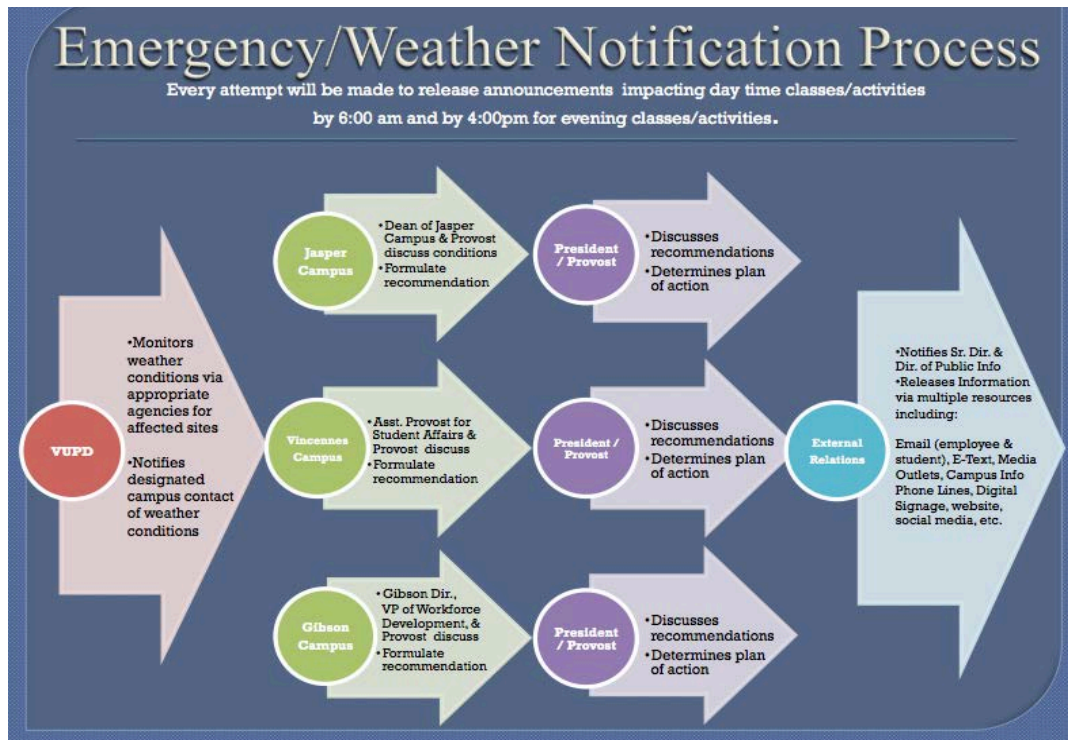 Emergency/Weather Notification Process
Every attempt will be made to release announcements impacting day time classes/activities
by 6:00 am and by 4:00pm for evening classes/activities.
VUPD
•Monitors
weather
conditions via
appropriate
agencies for
affected sites
•Notifies
designated
campus contact
of weather
conditions
Jasper
Campus
•Dean of Jasper
Campus & Provost
discuss conditions
•Formulate
recommendation
President
/ Provost
•Discusses
recommendations
•Determines plan
of action
Vincennes
Campus
•Asst. Provost for
Student Affairs &
Provost discuss
•Formulate
recommendation
President /
Provost
•Discusses
recommendations
•Determines plan
of action
Gibson
Campus
•Gibson Dir.,
VP of Workforce
Development, &
Provost discuss
•Formulate
recommendation
President
/ Provost
•Discusses
recommendations
•Determines plan
of action
External
Relations
•Notifies Sr. Dir. &
Dir. of Public Info
•Releases Information
via multiple resources
including:
Email (employee &
student), E-Text, Media
Outlets, Campus Info
Phone Lines, Digital
Signage, website,
social media, etc.